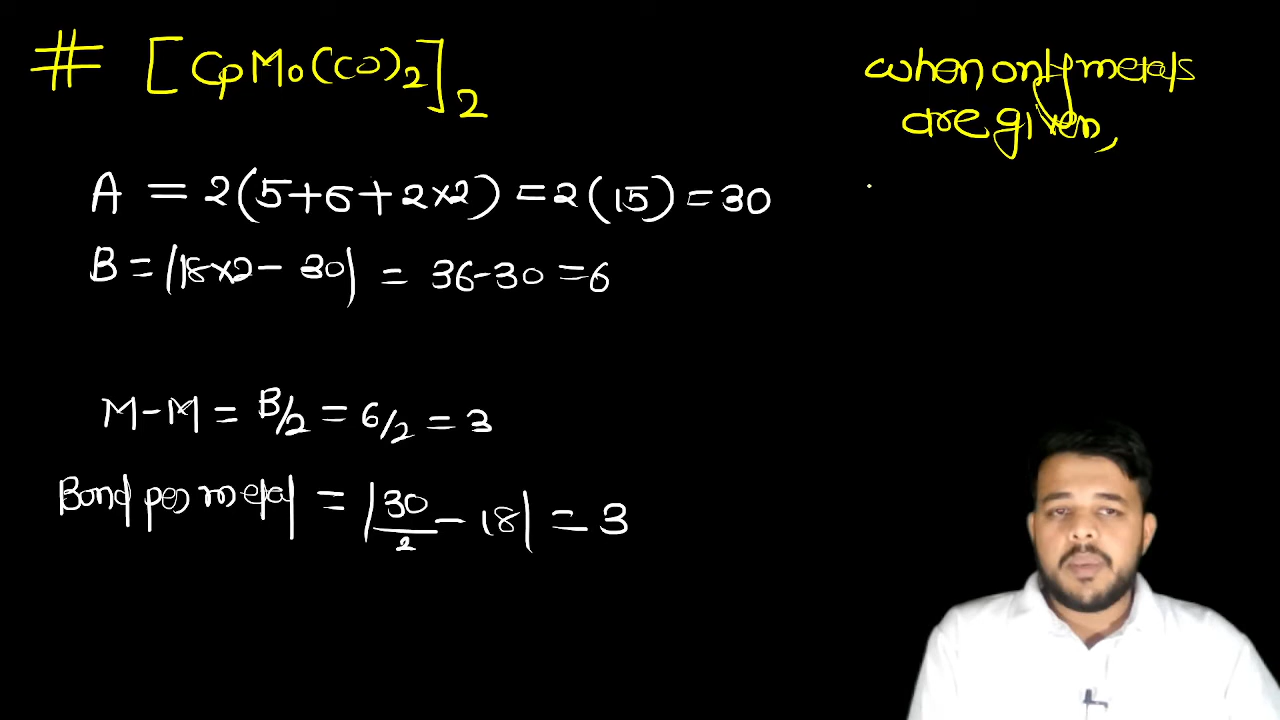 # [CpMo(CO)2]2
when only metals
are given,
A = 2(5+6+2×2) = 2(15) = 30
B = |18×2 - 30| = 36-30 = 6
M-M = B/2 = 6/2 = 3
Bond per metal = |30/2 - 18| = 3